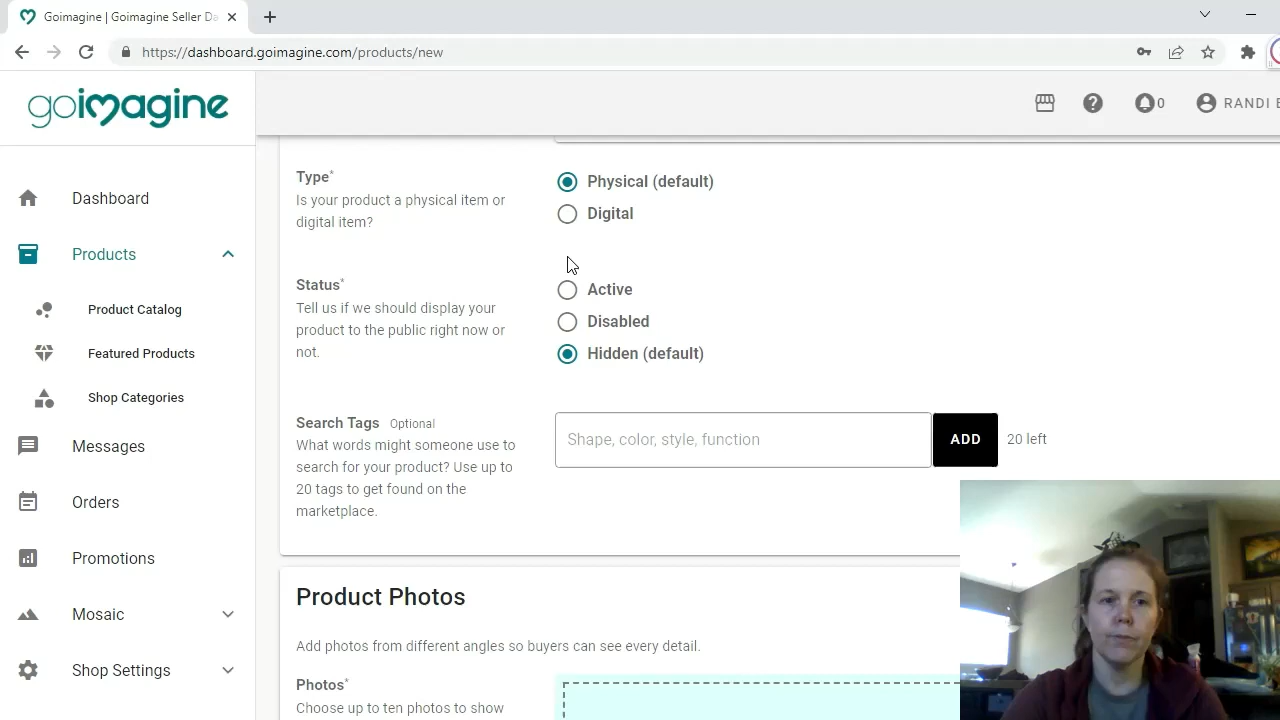 Goimagine | Goimagine Seller Da
https://dashboard.goimagine.com/products/new
goimagine
0
RANDI E
Dashboard
Products
Product Catalog
Featured Products
Shop Categories
Messages
Orders
Promotions
Mosaic
Shop Settings
Type*
Is your product a physical item or
digital item?
Physical (default)
Digital
Status*
Tell us if we should display your
product to the public right now or
not.
Active
Disabled
Hidden (default)
Search Tags Optional
What words might someone use to
search for your product? Use up to
20 tags to get found on the
marketplace.
Shape, color, style, function
ADD
20 left
Product Photos
Add photos from different angles so buyers can see every detail.
Photos*
Choose up to ten photos to show